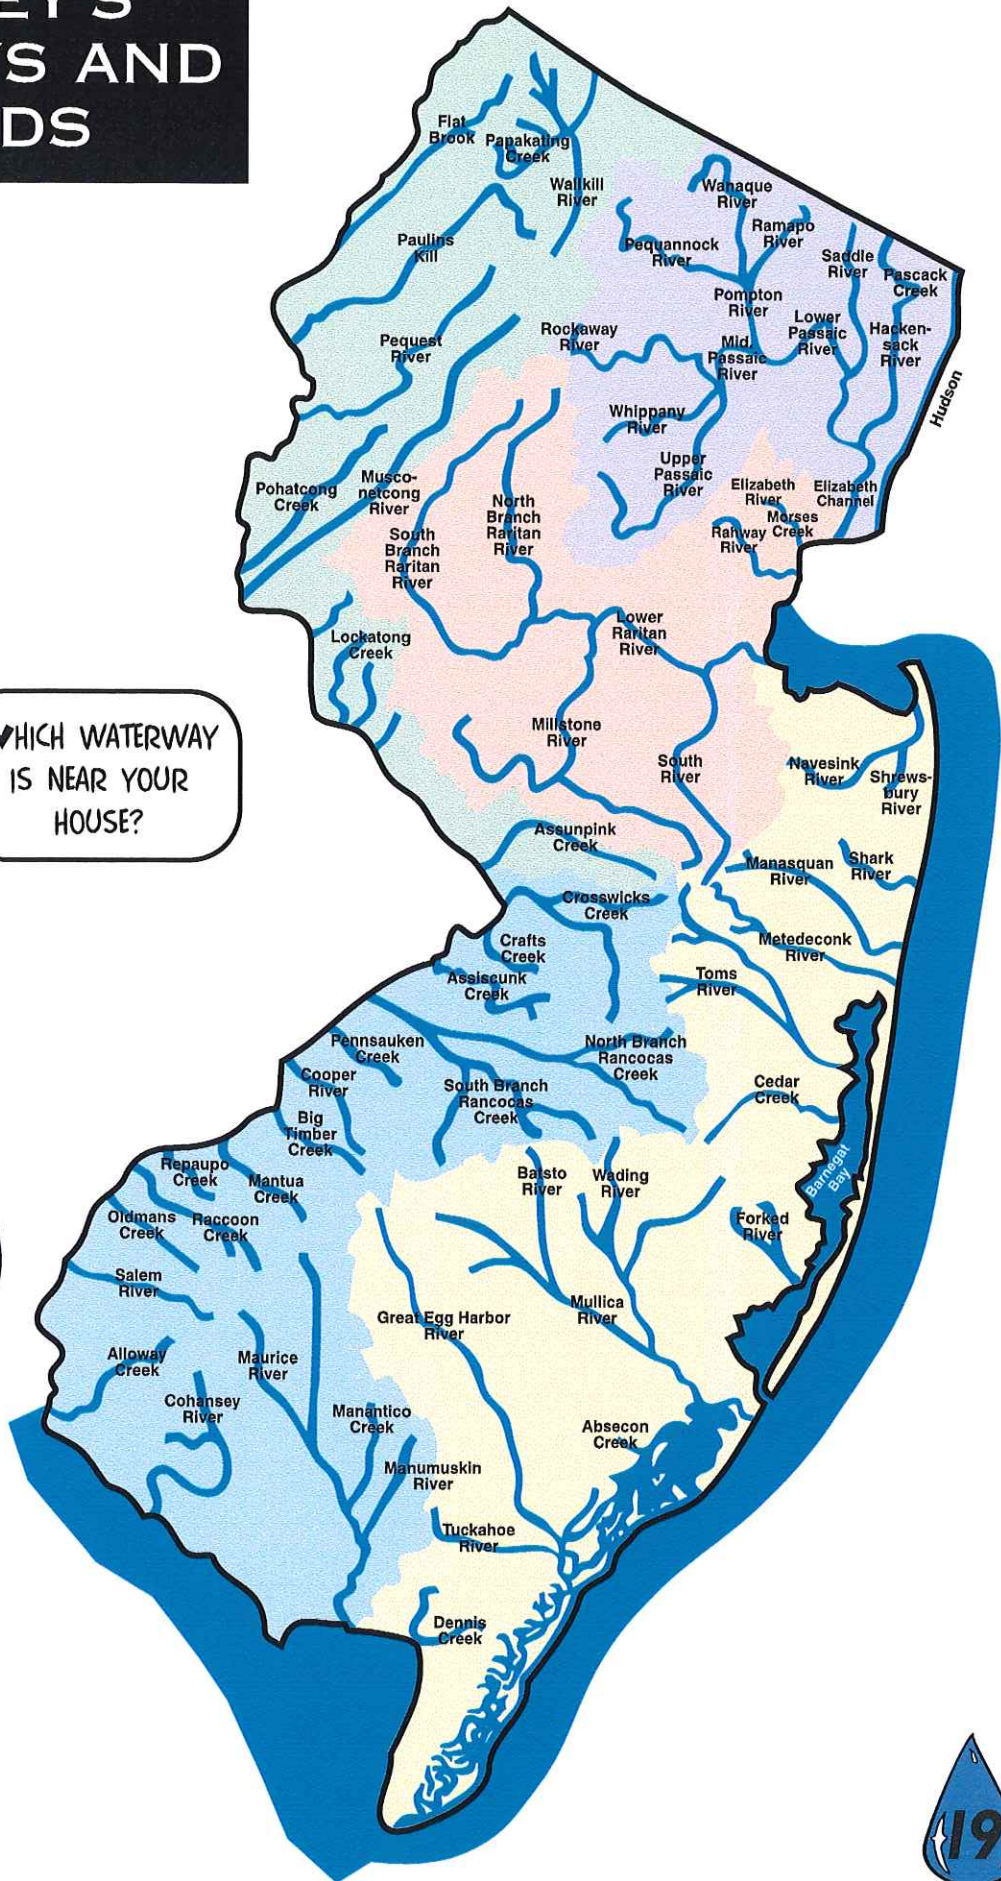 AND
Flat
Brook
Papakating
Creek
Wallkill
River
Wanaque
River
Ramapo
River
Paulins
Kill
Pequannock
River
Saddle
River
Pascack
Creek
Pompton
River
Lower
Passaic
River
Hacken-
sack
River
Pequest
River
Rockaway
River
Mid.
Passaic
River
Hudson
Whippany
River
Upper
Passaic
River
Pohatcong
Creek
Musco-
netcong
River
North
Branch
Raritan
River
Elizabeth
River
Elizabeth
Channel
Morses
Creek
Rahway
River
South
Branch
Raritan
River
Lower
Raritan
River
Lockatong
Creek
WHICH WATERWAY
IS NEAR YOUR
HOUSE?
Millstone
River
South
River
Navesink
River
Shrews-
bury
River
Assunpink
Creek
Manasquan
River
Shark
River
Crosswicks
Creek
Crafts
Creek
Metedeconk
River
Assiscunk
Creek
Toms
River
Pennsauken
Creek
North Branch
Rancocas
Creek
Cooper
River
South Branch
Rancocas
Creek
Cedar
Creek
Big
Timber
Creek
Repaupo
Creek
Mantua
Creek
Batsto
River
Wading
River
Barnegat
Bay
Oldmans
Creek
Raccoon
Creek
Forked
River
Salem
River
Great Egg Harbor
River
Mullica
River
Alloway
Creek
Maurice
River
Cohansey
River
Manantico
Creek
Absecon
Creek
Manumuskin
River
Tuckahoe
River
Dennis
Creek
19